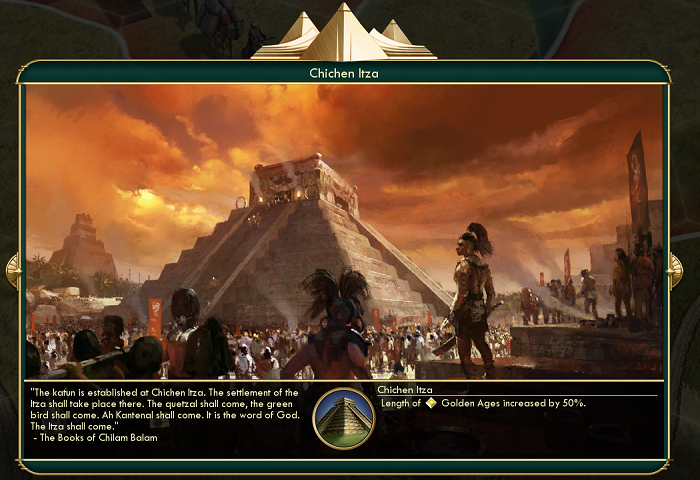 Chichen Itza
"The katun is established at Chichen Itza. The settlement of the
Itza shall take place there. The quetzal shall come, the green
bird shall come. Ah Kantenal shall come. It is the word of God.
The Itza shall come."
- The Books of Chilam Balam
Chichen Itza
Length of Golden Ages increased by 50%.